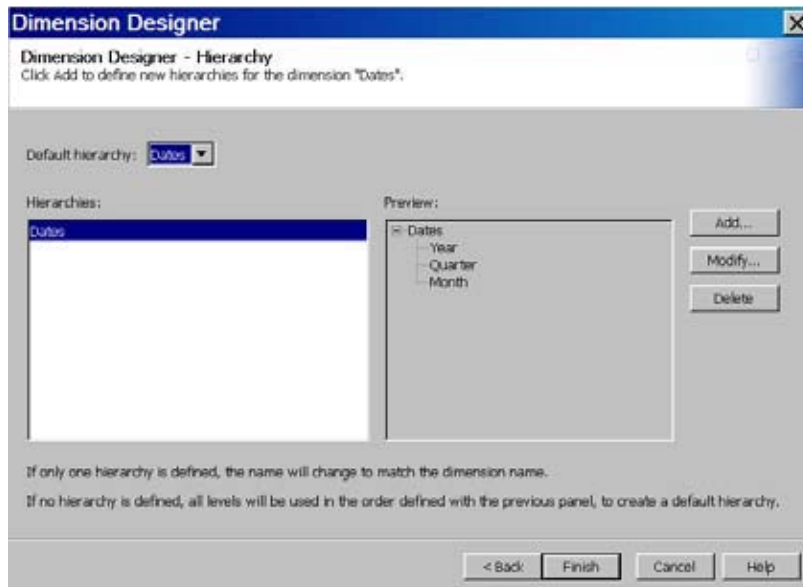 Dimension Designer
Dimension Designer - Hierarchy
Click Add to define new hierarchies for the dimension "Dates".
Default hierarchy: Dates
Hierarchies:
Preview:
Dates
Dates
Year
Quarter
Month
Add...
Modify...
Delete
If only one hierarchy is defined, the name will change to match the dimension name.
If no hierarchy is defined, all levels will be used in the order defined with the previous panel, to create a default hierarchy.
< Back
Finish
Cancel
Help